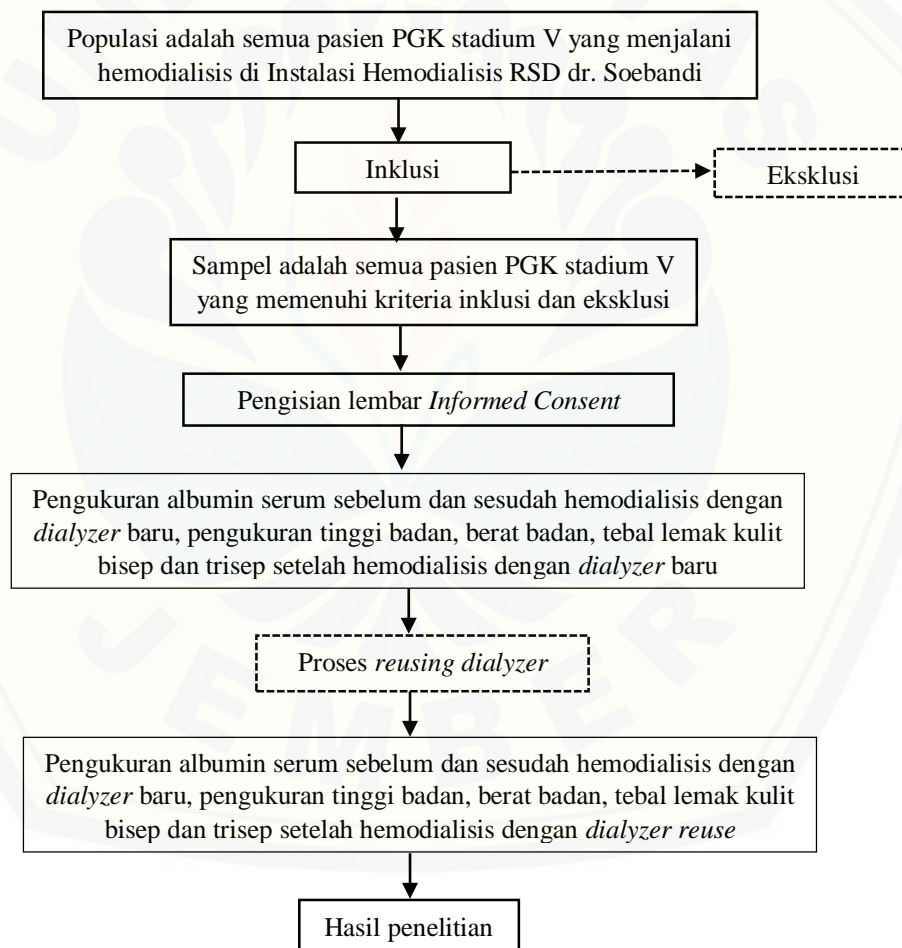 Populasi adalah semua pasien PGK stadium V yang menjalani
hemodialisis di Instalasi Hemodialisis RSD dr. Soebandi
Inklusi
Eksklusi
Sampel adalah semua pasien PGK stadium V
yang memenuhi kriteria inklusi dan eksklusi
Pengisian lembar Informed Consent
Pengukuran albumin serum sebelum dan sesudah hemodialisis dengan
dialyzer baru, pengukuran tinggi badan, berat badan, tebal lemak kulit
bisep dan trisep setelah hemodialisis dengan dialyzer baru
Proses reusing dialyzer
Pengukuran albumin serum sebelum dan sesudah hemodialisis dengan
dialyzer baru, pengukuran tinggi badan, berat badan, tebal lemak kulit
bisep dan trisep setelah hemodialisis dengan dialyzer reuse
Hasil penelitian
JEMBER